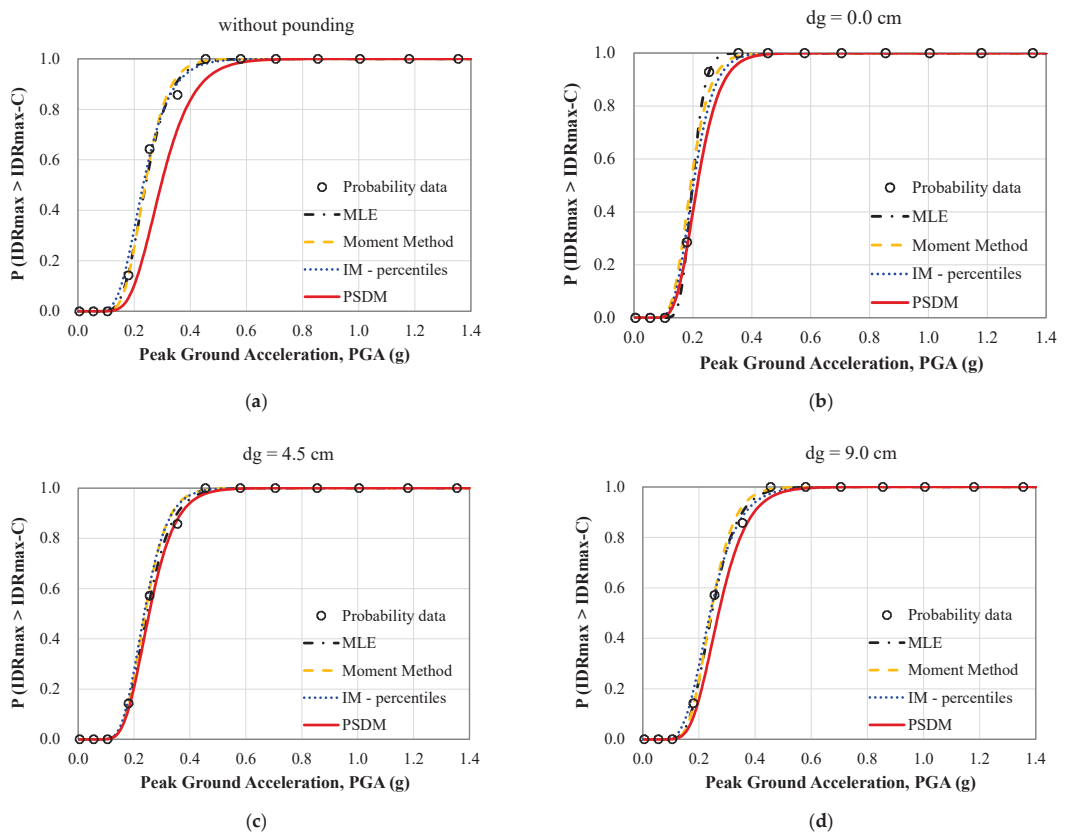 without pounding
P (IDRmax > IDRmax-C)
1.0
0.8
0.6
0.4
0.2
0.0
Probability data
MLE
Moment Method
IM - percentiles
PSDM
0.0 0.2 0.4 0.6 0.8 1.0 1.2 1.4
Peak Ground Acceleration, PGA (g)
(a)
dg = 0.0 cm
P (IDRmax > IDRmax-C)
1.0
0.8
0.6
0.4
0.2
0.0
Probability data
MLE
Moment Method
IM - percentiles
PSDM
0.0 0.2 0.4 0.6 0.8 1.0 1.2 1.4
Peak Ground Acceleration, PGA (g)
(b)
dg = 4.5 cm
P (IDRmax > IDRmax-C)
1.0
0.8
0.6
0.4
0.2
0.0
Probability data
MLE
Moment Method
IM - percentiles
PSDM
0.0 0.2 0.4 0.6 0.8 1.0 1.2 1.4
Peak Ground Acceleration, PGA (g)
(c)
dg = 9.0 cm
P (IDRmax > IDRmax-C)
1.0
0.8
0.6
0.4
0.2
0.0
Probability data
MLE
Moment Method
IM - percentiles
PSDM
0.0 0.2 0.4 0.6 0.8 1.0 1.2 1.4
Peak Ground Acceleration, PGA (g)
(d)